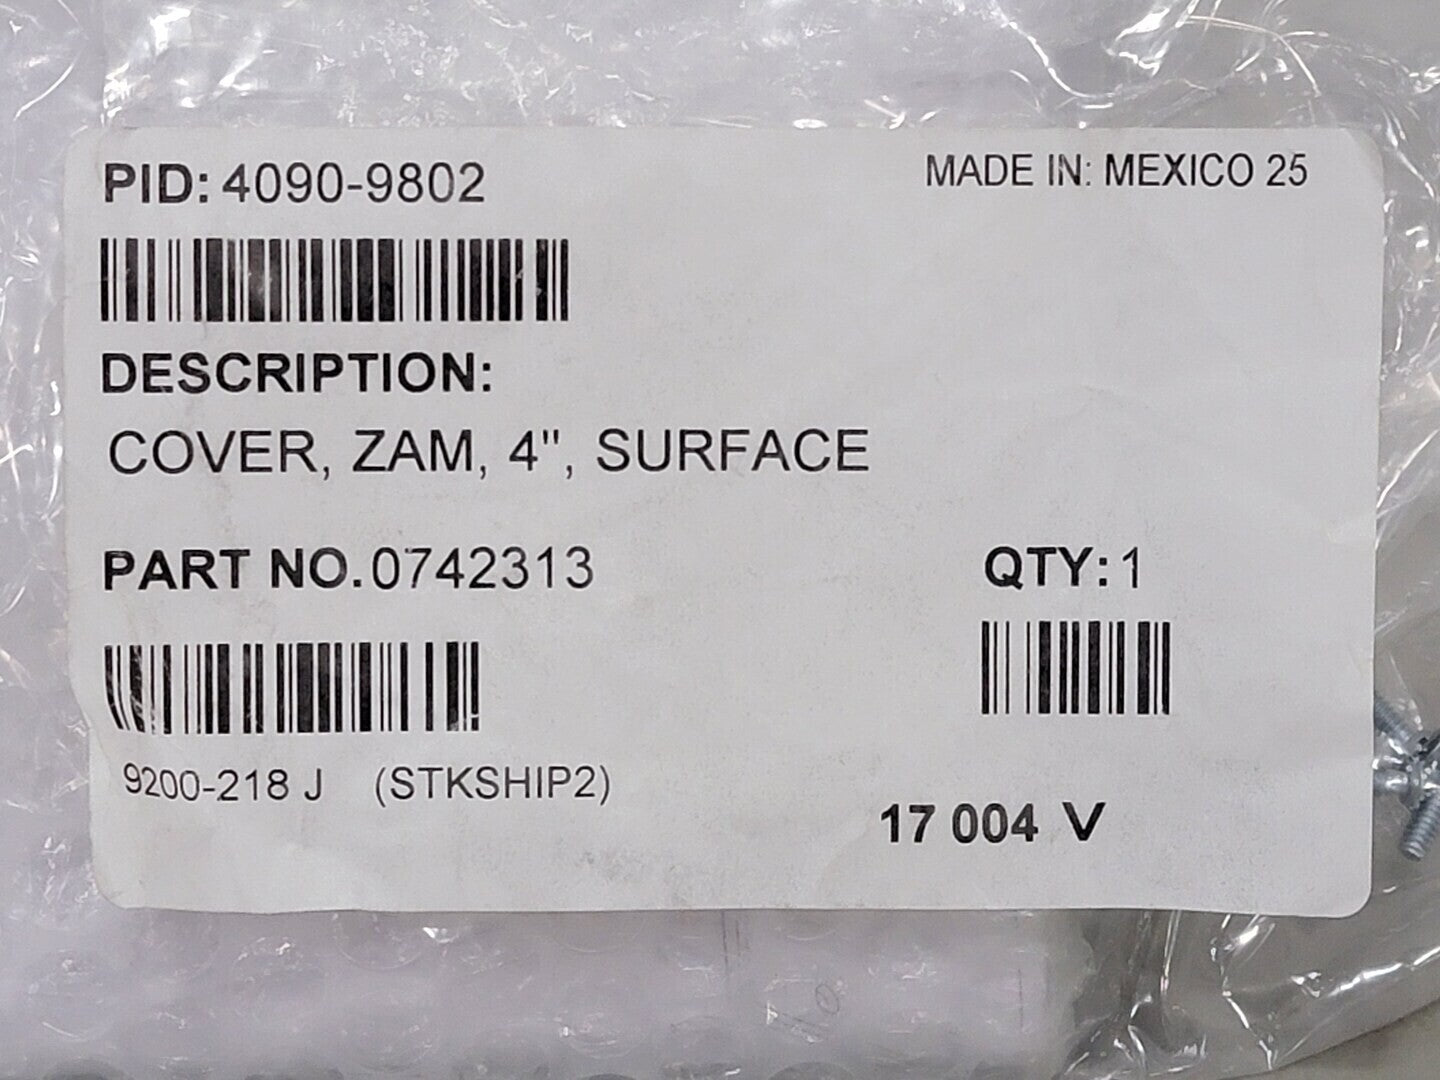 PID: 4090-9802
MADE IN: MEXICO 25
DESCRIPTION:
COVER, ZAM, 4", SURFACE
PART NO. 0742313
QTY: 1
9200-218 J (STKSHIP2)
17 004 V